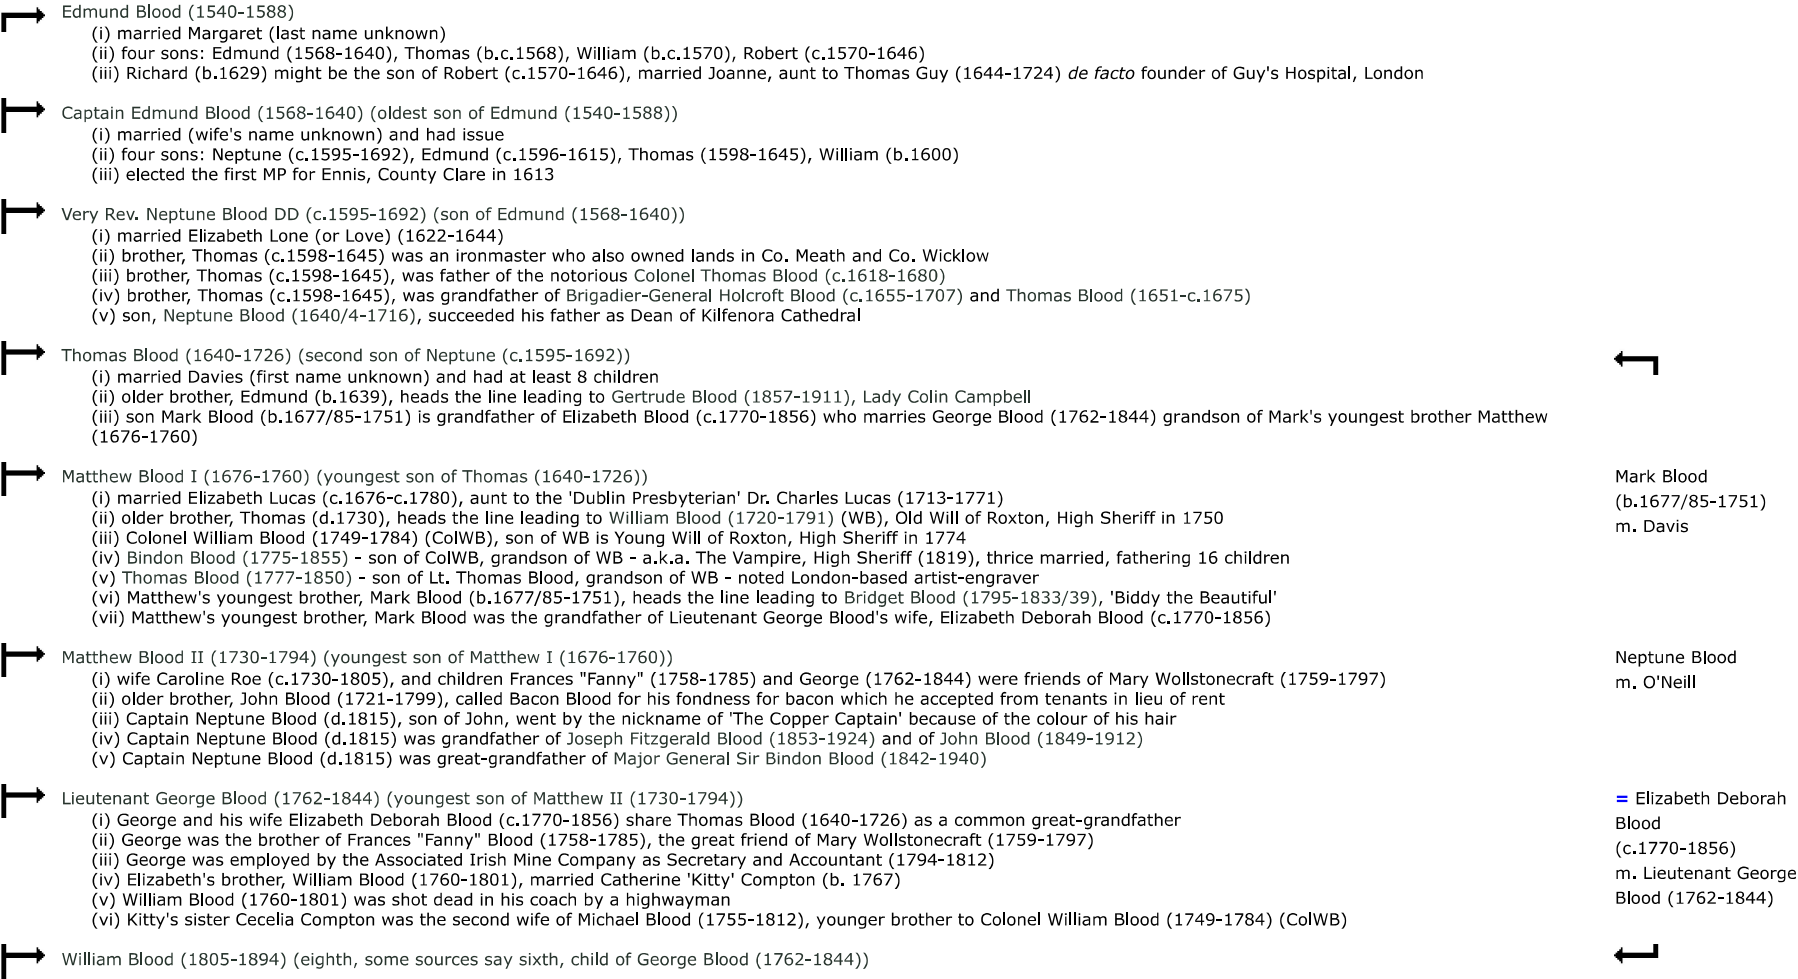 Edmund Blood (1540-1588)
(i) married Margaret (last name unknown)
(ii) four sons: Edmund (1568-1640), Thomas (b.c.1568), William (b.c.1570), Robert (c.1570-1646)
(iii) Richard (b.1629) might be the son of Robert (c.1570-1646), married Joanne, aunt to Thomas Guy (1644-1724) de facto founder of Guy's Hospital, London
Captain Edmund Blood (1568-1640) (oldest son of Edmund (1540-1588))
(i) married (wife's name unknown) and had issue
(ii) four sons: Neptune (c.1595-1692), Edmund (c.1596-1615), Thomas (1598-1645), William (b.1600)
(iii) elected the first MP for Ennis, County Clare in 1613
Very Rev. Neptune Blood DD (c.1595-1692) (son of Edmund (1568-1640))
(i) married Elizabeth Lone (or Love) (1622-1644)
(ii) brother, Thomas (c.1598-1645) was an ironmaster who also owned lands in Co. Meath and Co. Wicklow
(iii) brother, Thomas (c.1598-1645), was father of the notorious Colonel Thomas Blood (c.1618-1680)
(iv) brother, Thomas (c.1598-1645), was grandfather of Brigadier-General Holcroft Blood (c.1655-1707) and Thomas Blood (1651-c.1675)
(v) son, Neptune Blood (1640/4-1716), succeeded his father as Dean of Kilfenora Cathedral
Thomas Blood (1640-1726) (second son of Neptune (c.1595-1692))
(i) married Davies (first name unknown) and had at least 8 children
(ii) older brother, Edmund (b.1639), heads the line leading to Gertrude Blood (1857-1911), Lady Colin Campbell
(iii) son Mark Blood (b.1677/85-1751) is grandfather of Elizabeth Blood (c.1770-1856) who marries George Blood (1762-1844) grandson of Mark's youngest brother Matthew
(1676-1760)
Matthew Blood I (1676-1760) (youngest son of Thomas (1640-1726))
(i) married Elizabeth Lucas (c.1676-c.1780), aunt to the 'Dublin Presbyterian' Dr. Charles Lucas (1713-1771)
(ii) older brother, Thomas (d.1730), heads the line leading to William Blood (1720-1791) (WB), Old Will of Roxton, High Sheriff in 1750
(iii) Colonel William Blood (1749-1784) (ColWB), son of WB is Young Will of Roxton, High Sheriff in 1774
(iv) Bindon Blood (1775-1855) - son of ColWB, grandson of WB - a.k.a. The Vampire, High Sheriff (1819), thrice married, fathering 16 children
(v) Thomas Blood (1777-1850) - son of Lt. Thomas Blood, grandson of WB - noted London-based artist-engraver
(vi) Matthew's youngest brother, Mark Blood (b.1677/85-1751), heads the line leading to Bridget Blood (1795-1833/39), 'Biddy the Beautiful'
(vii) Matthew's youngest brother, Mark Blood was the grandfather of Lieutenant George Blood's wife, Elizabeth Deborah Blood (c.1770-1856)
Mark Blood
(b.1677/85-1751)
m. Davis
Matthew Blood II (1730-1794) (youngest son of Matthew I (1676-1760))
(i) wife Caroline Roe (c.1730-1805), and children Frances "Fanny" (1758-1785) and George (1762-1844) were friends of Mary Wollstonecraft (1759-1797)
(ii) older brother, John Blood (1721-1799), called Bacon Blood for his fondness for bacon which he accepted from tenants in lieu of rent
(iii) Captain Neptune Blood (d.1815), son of John, went by the nickname of 'The Copper Captain' because of the colour of his hair
(iv) Captain Neptune Blood (d.1815) was grandfather of Joseph Fitzgerald Blood (1853-1924) and of John Blood (1849-1912)
(v) Captain Neptune Blood (d.1815) was great-grandfather of Major General Sir Bindon Blood (1842-1940)
Neptune Blood
m. O'Neill
Lieutenant George Blood (1762-1844) (youngest son of Matthew II (1730-1794))
(i) George and his wife Elizabeth Deborah Blood (c.1770-1856) share Thomas Blood (1640-1726) as a common great-grandfather
(ii) George was the brother of Frances "Fanny" Blood (1758-1785), the great friend of Mary Wollstonecraft (1759-1797)
(iii) George was employed by the Associated Irish Mine Company as Secretary and Accountant (1794-1812)
(iv) Elizabeth's brother, William Blood (1760-1801), married Catherine 'Kitty' Compton (b. 1767)
(v) William Blood (1760-1801) was shot dead in his coach by a highwayman
(vi) Kitty's sister Cecelia Compton was the second wife of Michael Blood (1755-1812), younger brother to Colonel William Blood (1749-1784) (ColWB)
= Elizabeth Deborah
Blood
(c.1770-1856)
m. Lieutenant George
Blood (1762-1844)
William Blood (1805-1894) (eighth, some sources say sixth, child of George Blood (1762-1844))